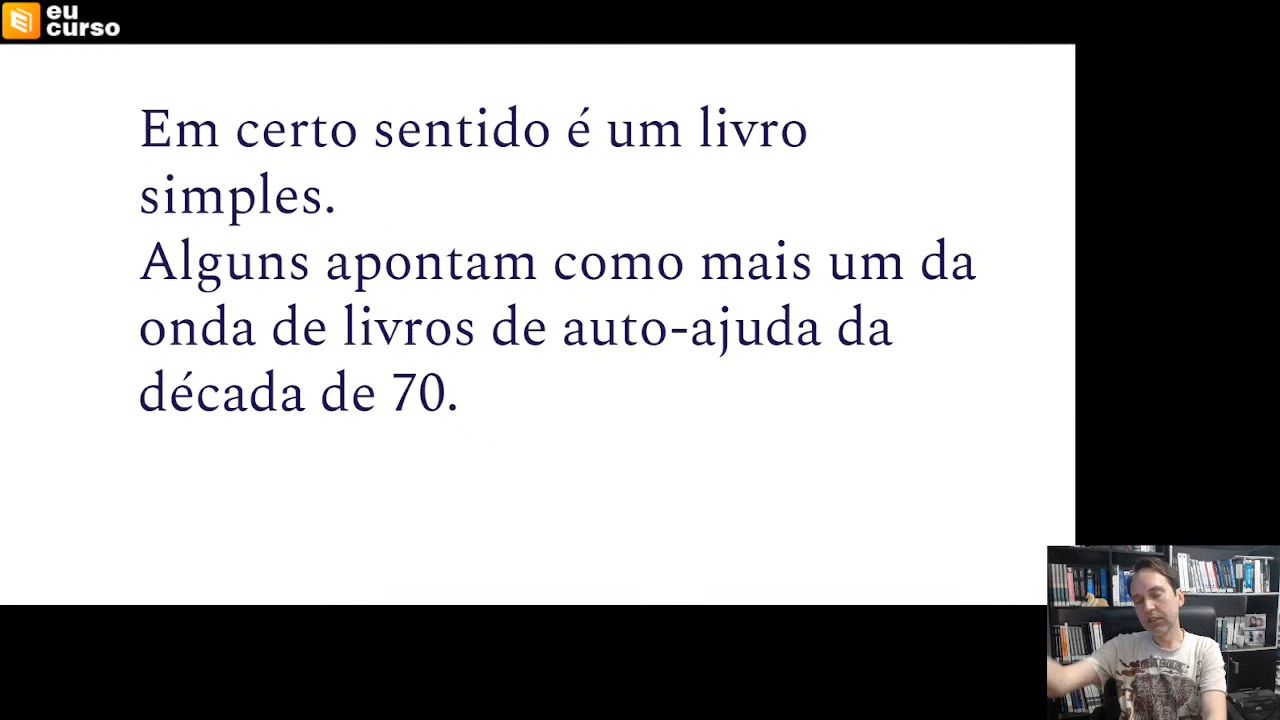 eu
curso
Em certo sentido é um livro
simples.
Alguns apontam como mais um da
onda de livros de auto-ajuda da
década de 70.